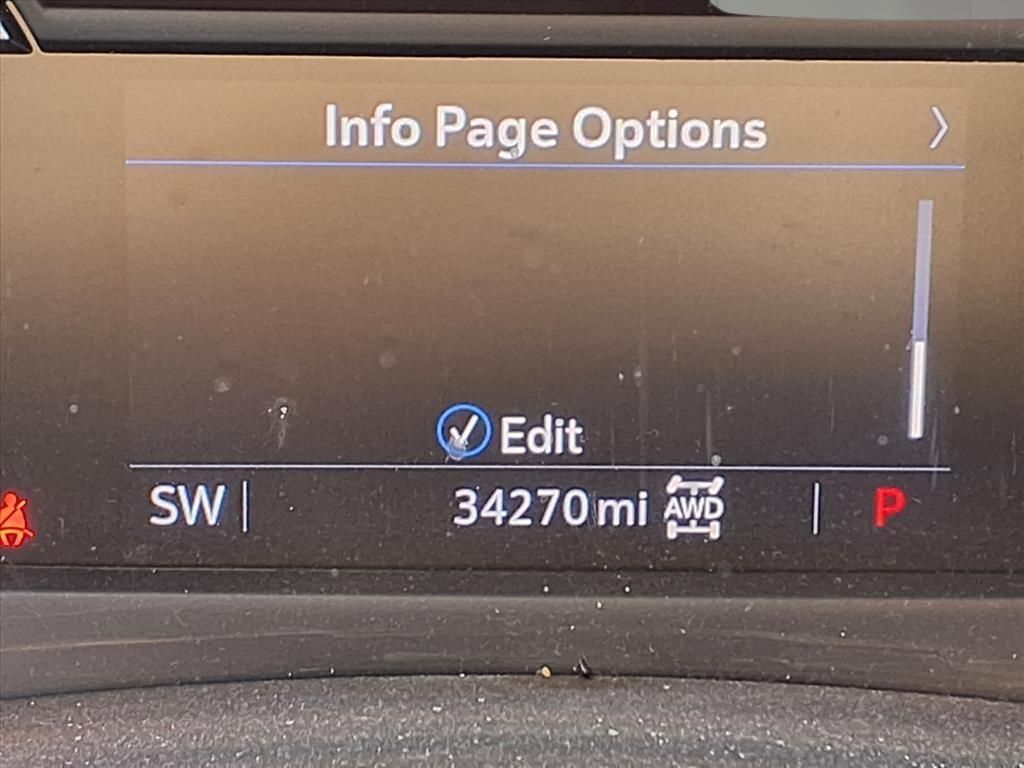 Info Page Options
Edit
SW 34270 mi AWD P